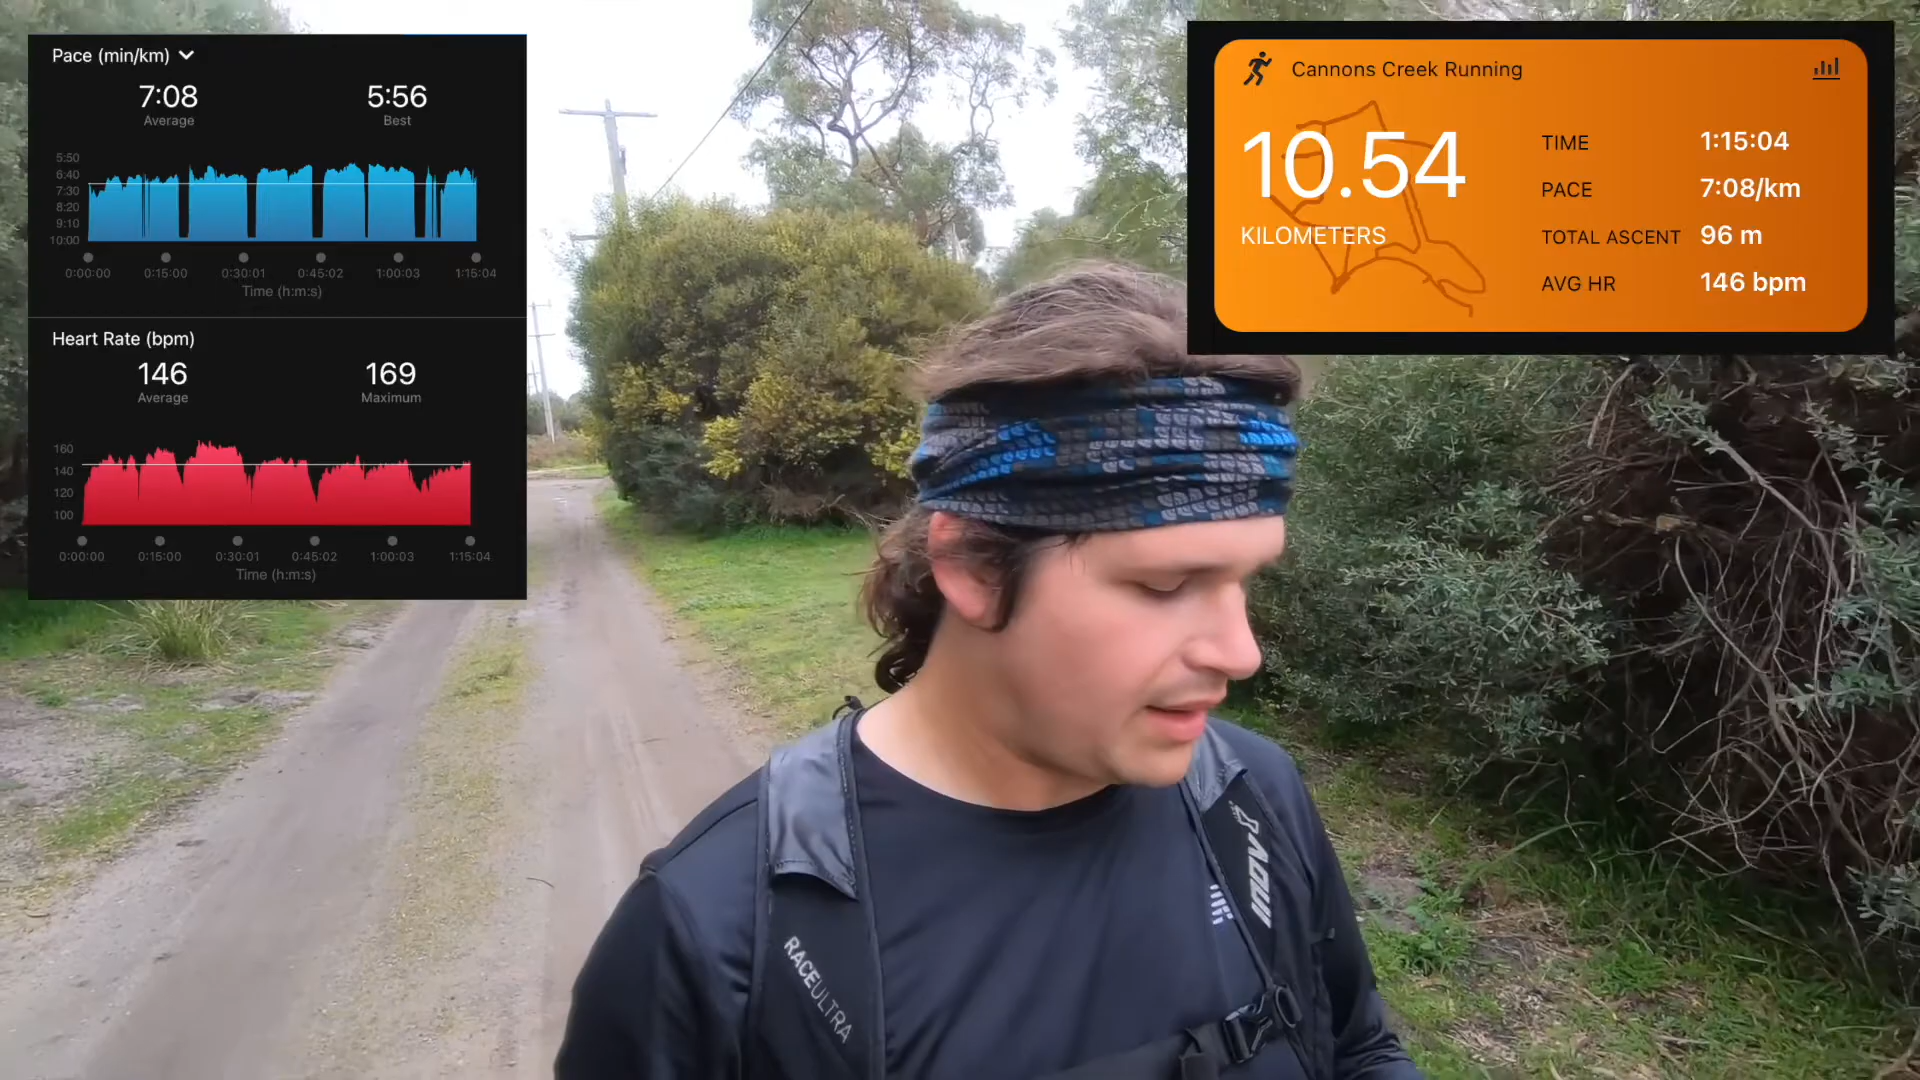 Pace (min/km)
7:08
5:56
Average
Best
5:50
6:40
7:30
8:20
9:10
10:00
0:00:00
0:15:00
0:30:01
0:45:02
1:00:03
1:15:04
Time (h:m:s)
Heart Rate (bpm)
146
169
Average
Maximum
160
140
120
100
0:00:00
0:15:00
0:30:01
0:45:02
1:00:03
1:15:04
Time (h:m:s)
Cannons Creek Running
10.54
KILOMETERS
TIME 1:15:04
PACE 7:08/km
TOTAL ASCENT 96 m
AVG HR 146 bpm
RACEULTRA
INOV8